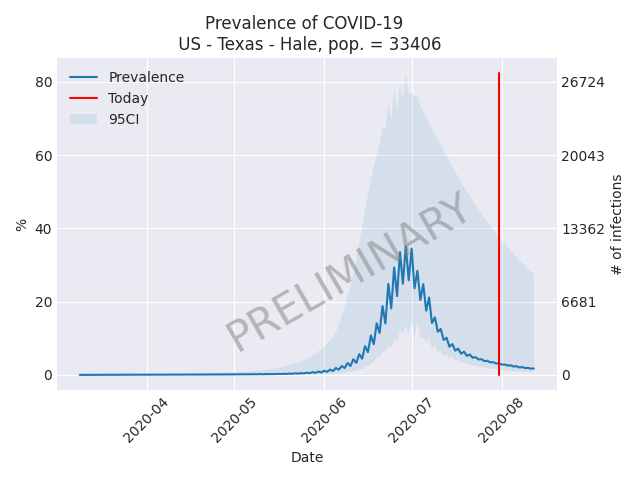 Prevalence of COVID-19
US - Texas - Hale, pop. = 33406
Prevalence
Today
95CI
80
60
40
20
0
%
26724
20043
13362
6681
0
# of infections
PRELIMINARY
2020-04
2020-05
2020-06
2020-07
2020-08
Date